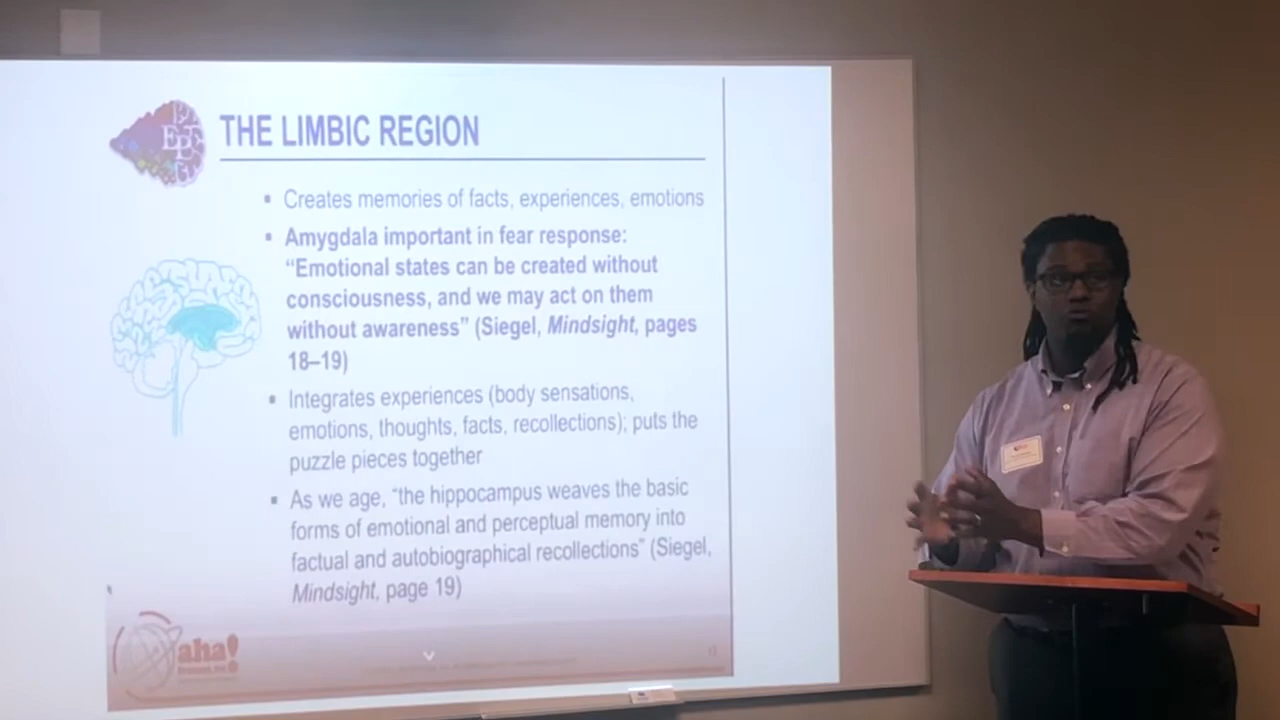 THE LIMBIC REGION
▪ Creates memories of facts, experiences, emotions
▪ Amygdala important in fear response:
“Emotional states can be created without
consciousness, and we may act on them
without awareness” (Siegel, Mindsight, pages
18–19)
▪ Integrates experiences (body sensations,
emotions, thoughts, facts, recollections); puts the
puzzle pieces together
▪ As we age, “the hippocampus weaves the basic
forms of emotional and perceptual memory into
factual and autobiographical recollections” (Siegel,
Mindsight, page 19)
aha!